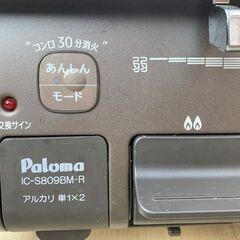 コンロ30分消火
あんしん
モード
弱
交換サイン
Paloma
IC-S809BM-R
アルカリ 単1×2